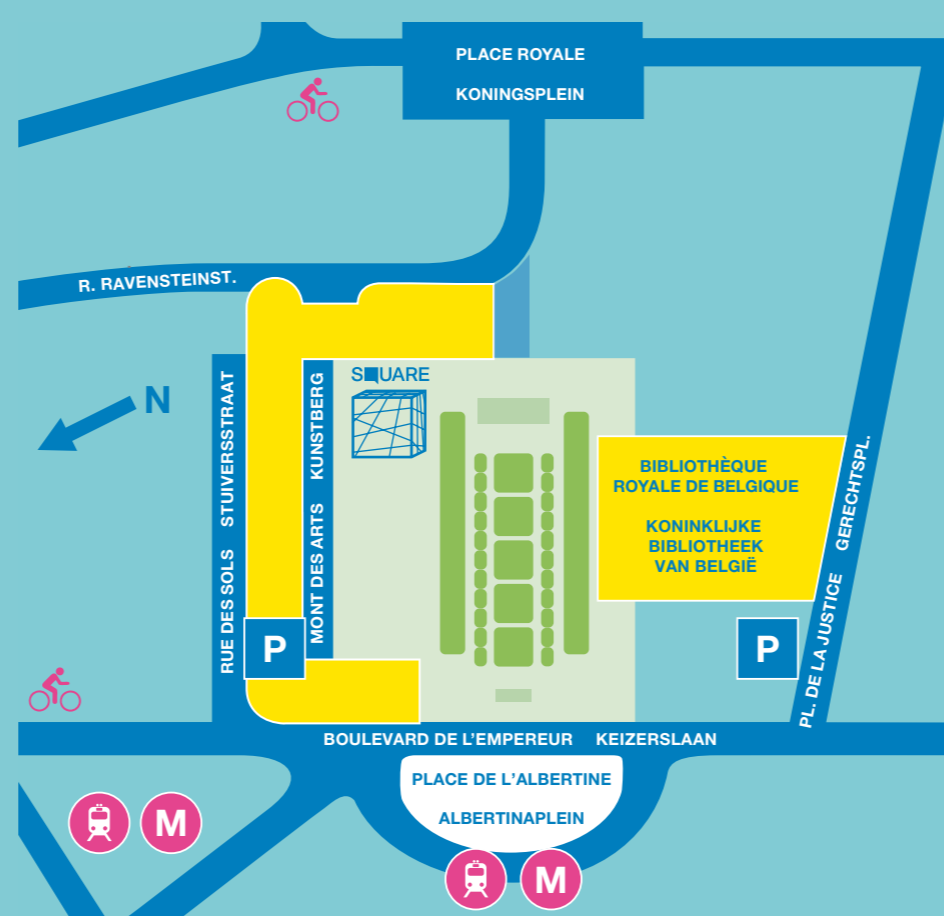 PLACE ROYALE
KONINGSPLEIN
R. RAVENSTEINST.
N
RUE DES SOLS STUIVERSSTRAAT
MONT DES ARTS KUNSTBERG
SQUARE
BIBLIOTHÈQUE
ROYALE DE BELGIQUE
KONINKLIJKE
BIBLIOTHEEK
VAN BELGIË
PL. DE LA JUSTICE GERECHTSPL.
P
P
BOULEVARD DE L'EMPEREUR KEIZERSLAAN
PLACE DE L'ALBERTINE
ALBERTINAPLEIN
M
M